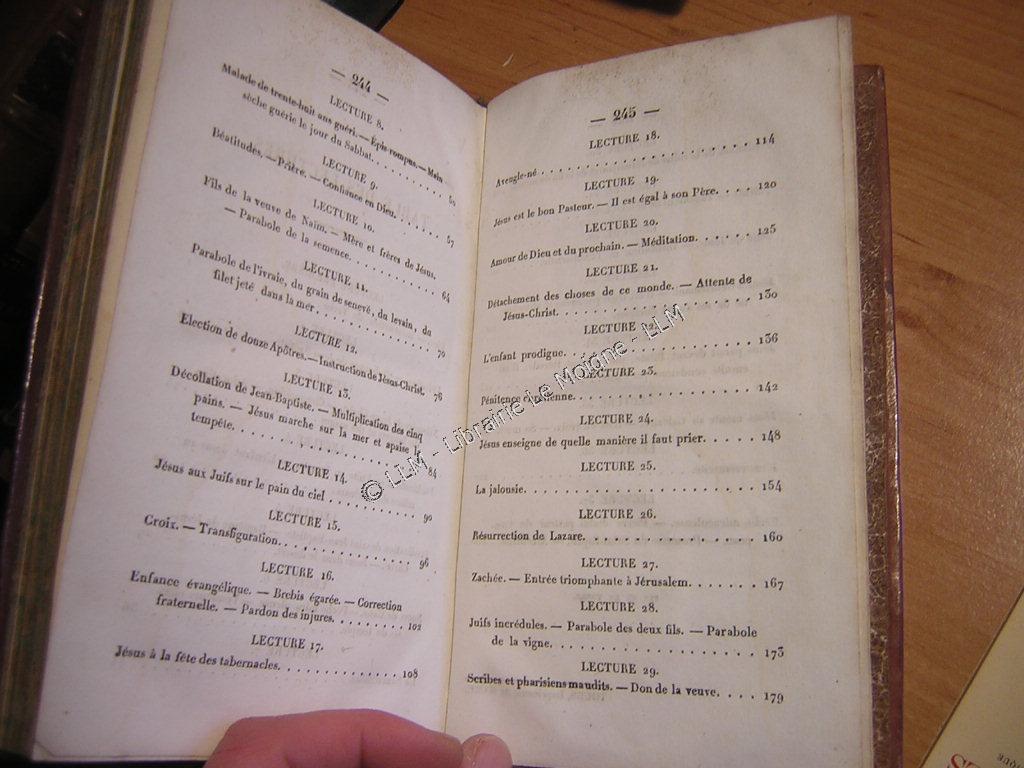 — 244 —
LECTURE 8.
Malade de trente-huit ans guéri. — Épis rompus. — Main
sèche guérie le jour du Sabbat. . . . . . . . . . 50
LECTURE 9.
Béatitudes. — Prière. — Confiance en Dieu. . . . . . . 57
LECTURE 10.
Fils de la veuve de Naïm. — Mère et frères de Jésus.
— Parabole de la semence. . . . . . . . . . . 64
LECTURE 11.
Parabole de l'ivraie, du grain de senevé, du levain, du
filet jeté dans la mer . . . . . . . . . . . . . 70
LECTURE 12.
Election de douze Apôtres. — Instruction de Jésus-Christ. 76
LECTURE 13.
Décollation de Jean-Baptiste. — Multiplication des cinq
pains. — Jésus marche sur la mer et apaise la
tempête. . . . . . . . . . . . . . . . . . . 84
LECTURE 14.
Jésus aux Juifs sur le pain du ciel . . . . . . . . . . 90
LECTURE 15.
Croix. — Transfiguration. . . . . . . . . . . . . . 96
LECTURE 16.
Enfance évangélique. — Brebis égarée. — Correction
fraternelle. — Pardon des injures. . . . . . . . . 102
LECTURE 17.
Jésus à la fête des tabernacles. . . . . . . . . . . . 108
— 245 —
LECTURE 18.
Aveugle-né . . . . . . . . . . . . . . . . . . . 114
LECTURE 19.
Jésus est le bon Pasteur. — Il est égal à son Père. . . . 120
LECTURE 20.
Amour de Dieu et du prochain. — Méditation. . . . . . 125
LECTURE 21.
Détachement des choses de ce monde. — Attente de
Jésus-Christ. . . . . . . . . . . . . . . . . . 130
LECTURE 22.
L'enfant prodigue. . . . . . . . . . . . . . . . . 136
LECTURE 23.
Pénitence chrétienne. . . . . . . . . . . . . . . . 142
LECTURE 24.
Jésus enseigne de quelle manière il faut prier. . . . . . 148
LECTURE 25.
La jalousie. . . . . . . . . . . . . . . . . . . . 154
LECTURE 26.
Résurrection de Lazare. . . . . . . . . . . . . . . 160
LECTURE 27.
Zachée. — Entrée triomphante à Jérusalem. . . . . . . 167
LECTURE 28.
Juifs incrédules. — Parabole des deux fils. — Parabole
de la vigne. . . . . . . . . . . . . . . . . . . 173
LECTURE 29.
Scribes et pharisiens maudits. — Don de la veuve. . . . 179
© LLM - Librairie Le Moigne - LLM